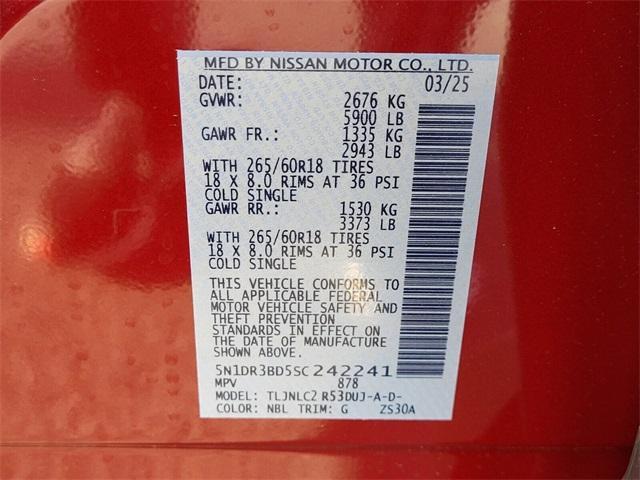 MFD BY NISSAN MOTOR CO., LTD.
DATE: 03/25
GVWR: 2676 KG
5900 LB
GAWR FR.: 1335 KG
2943 LB
WITH 265/60R18 TIRES
18 X 8.0 RIMS AT 36 PSI
COLD SINGLE
GAWR RR.: 1530 KG
3373 LB
WITH 265/60R18 TIRES
18 X 8.0 RIMS AT 36 PSI
COLD SINGLE
THIS VEHICLE CONFORMS TO
ALL APPLICABLE FEDERAL
MOTOR VEHICLE SAFETY AND
THEFT PREVENTION
STANDARDS IN EFFECT ON
THE DATE OF MANUFACTURE
SHOWN ABOVE.
5N1DR3BD5SC242241
MPV 878
MODEL: TLJNLC2 R53DUJ-A-D-
COLOR: NBL TRIM: G ZS30A